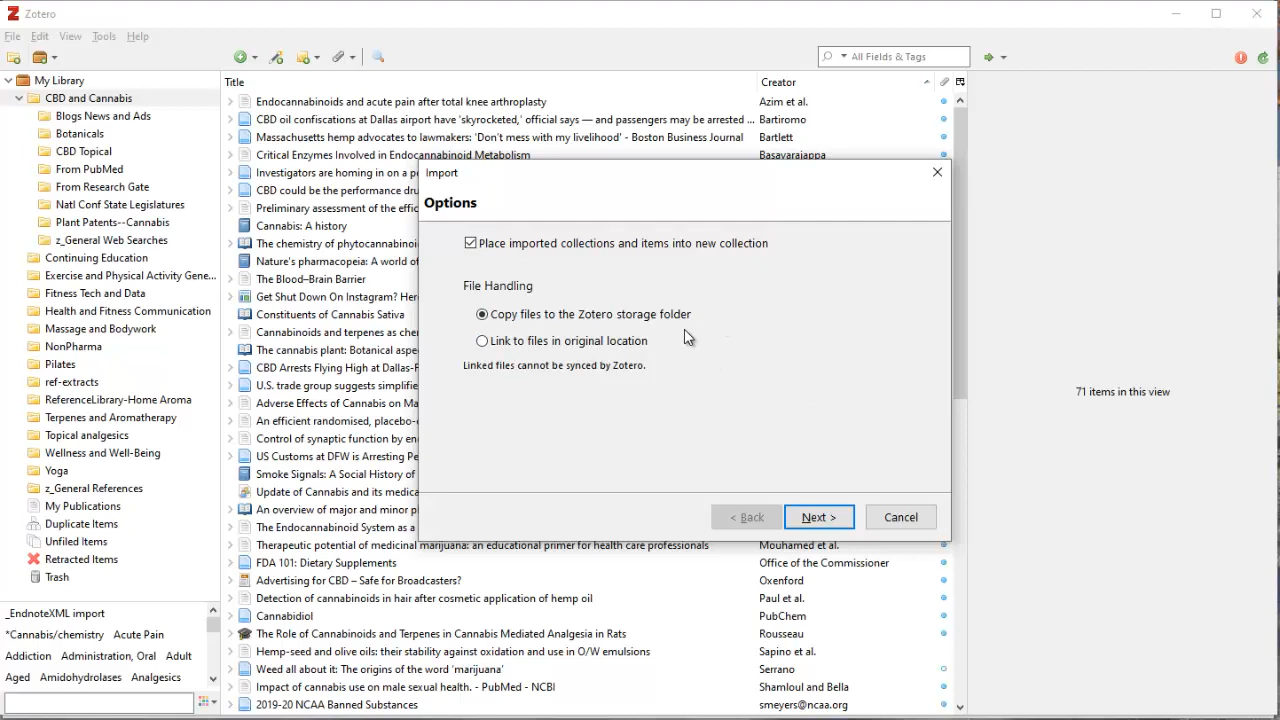 Zotero
File Edit View Tools Help
All Fields & Tags
My Library
CBD and Cannabis
Blogs News and Ads
Botanicals
CBD Topical
From PubMed
From Research Gate
Natl Conf State Legislatures
Plant Patents--Cannabis
z_General Web Searches
Continuing Education
Exercise and Physical Activity Gene...
Fitness Tech and Data
Health and Fitness Communication
Massage and Bodywork
NonPharma
Pilates
ref-extracts
ReferenceLibrary-Home Aroma
Terpenes and Aromatherapy
Topical analgesics
Wellness and Well-Being
Yoga
z_General References
My Publications
Duplicate Items
Unfiled Items
Retracted Items
Trash
_EndnoteXML import
*Cannabis/chemistry Acute Pain
Addiction Administration, Oral Adult
Aged Amidohydrolases Analgesics
Title Creator
Endocannabinoids and acute pain after total knee arthroplasty Azim et al.
CBD oil confiscations at Dallas airport have 'skyrocketed,' official says — and passengers may be arrested ... Bartiromo
Massachusetts hemp advocates to lawmakers: 'Don't mess with my livelihood' - Boston Business Journal Bartlett
Critical Enzymes Involved in Endocannabinoid Metabolism Basavarajappa
Investigators are homing in on a p
CBD could be the performance dru
Preliminary assessment of the effic
Cannabis: A history
The chemistry of phytocannabinoi
Nature's pharmacopeia: A world of
The Blood–Brain Barrier
Get Shut Down On Instagram? Here
Constituents of Cannabis Sativa
Cannabinoids and terpenes as chem
The cannabis plant: Botanical aspe
CBD Arrests Flying High at Dallas-F
U.S. trade group suggests simplifie
Adverse Effects of Cannabis on Ma
An efficient randomised, placebo-c
Control of synaptic function by en
US Customs at DFW is Arresting Pe
Smoke Signals: A Social History of
Update of Cannabis and its medica
An overview of major and minor pl
The Endocannabinoid System as a
Therapeutic potential of medicinal marijuana: an educational primer for health care professionals Mouhamed et al.
FDA 101: Dietary Supplements Office of the Commissioner
Advertising for CBD – Safe for Broadcasters? Oxenford
Detection of cannabinoids in hair after cosmetic application of hemp oil Paul et al.
Cannabidiol PubChem
The Role of Cannabinoids and Terpenes in Cannabis Mediated Analgesia in Rats Rousseau
Hemp-seed and olive oils: their stability against oxidation and use in O/W emulsions Sapino et al.
Weed all about it: The origins of the word 'marijuana' Serrano
Impact of cannabis use on male sexual health. - PubMed - NCBI Shamloul and Bella
2019-20 NCAA Banned Substances smeyers@ncaa.org
Import
Options
Place imported collections and items into new collection
File Handling
Copy files to the Zotero storage folder
Link to files in original location
Linked files cannot be synced by Zotero.
< Back Next > Cancel
71 items in this view